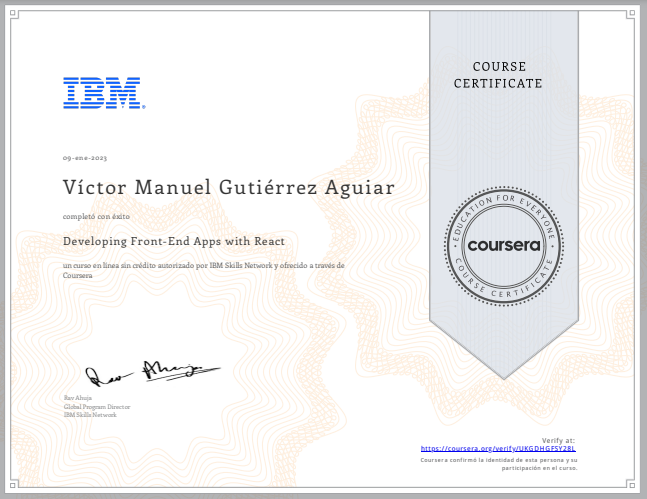 COURSE
CERTIFICATE
IBM®
09-ene-2023
Víctor Manuel Gutiérrez Aguiar
completó con éxito
Developing Front-End Apps with React
un curso en línea sin crédito autorizado por IBM Skills Network y ofrecido a través de
Coursera
EDUCATION FOR EVERYONE
coursera
COURSE CERTIFICATE
Rav Ahuja
Global Program Director
IBM Skills Network
Verify at:
https://coursera.org/verify/UKGDHGFSY28L
Coursera confirmó la identidad de esta persona y su
participación en el curso.